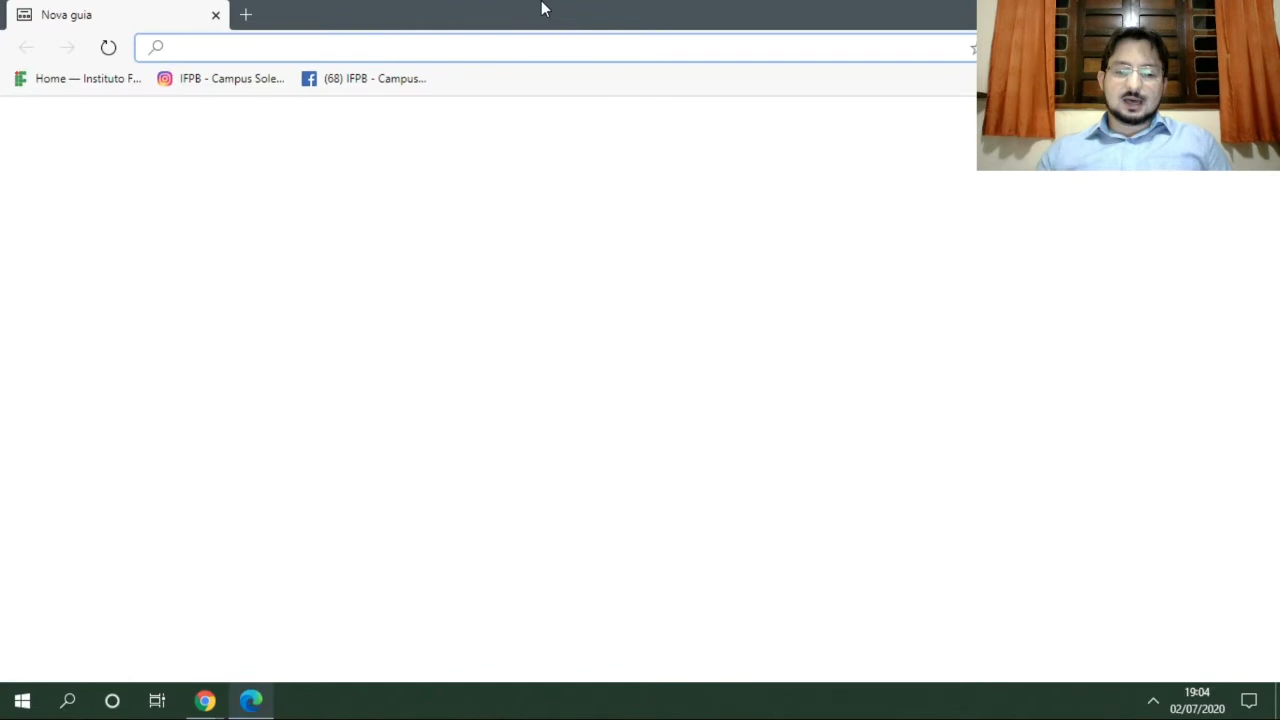 Nova guia
Home — Instituto F...
IFPB - Campus Sole...
(68) IFPB - Campus...
19:04
02/07/2020